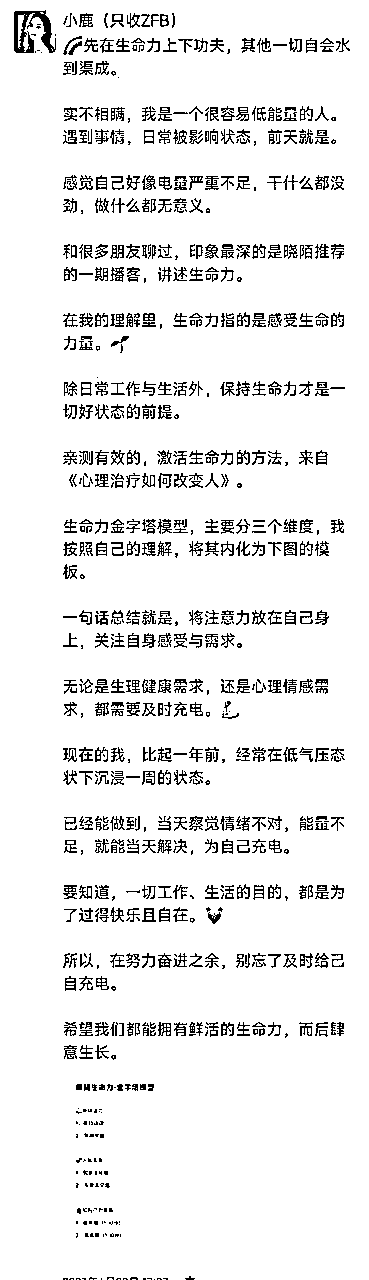 小鹿（只收ZFB）
先在生命力上下功夫，其他一切自会水
到渠成。
实不相瞒，我是一个很容易低能量的人。
遇到事情，日常被影响状态，前天就是。
感觉自己好像电量严重不足，干什么都没
劲，做什么都无意义。
和很多朋友聊过，印象最深的是晓陌推荐
的一期播客，讲述生命力。
在我的理解里，生命力指的是感受生命的
力量。
除日常工作与生活外，保持生命力才是一
切好状态的前提。
亲测有效的，激活生命力的方法，来自
《心理治疗如何改变人》。
生命力金字塔模型，主要分三个维度，我
按照自己的理解，将其内化为下图的模
板。
一句话总结就是，将注意力放在自己身
上，关注自身感受与需求。
无论是生理健康需求，还是心理情感需
求，都需要及时充电。
现在的我，比起一年前，经常在低气压态
状下沉浸一周的状态。
已经能做到，当天察觉情绪不对，能量不
足，就能当天解决，为自己充电。
要知道，一切工作、生活的目的，都是为
了过得快乐且自在。
所以，在努力奋进之余，别忘了及时给己
自充电。
希望我们都能拥有鲜活的生命力，而后肆
意生长。
生命力·金字塔模型